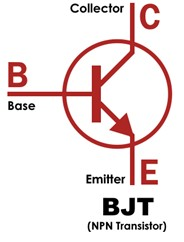 Collector C
B
Base
Emitter E
BJT
(NPN Transistor)